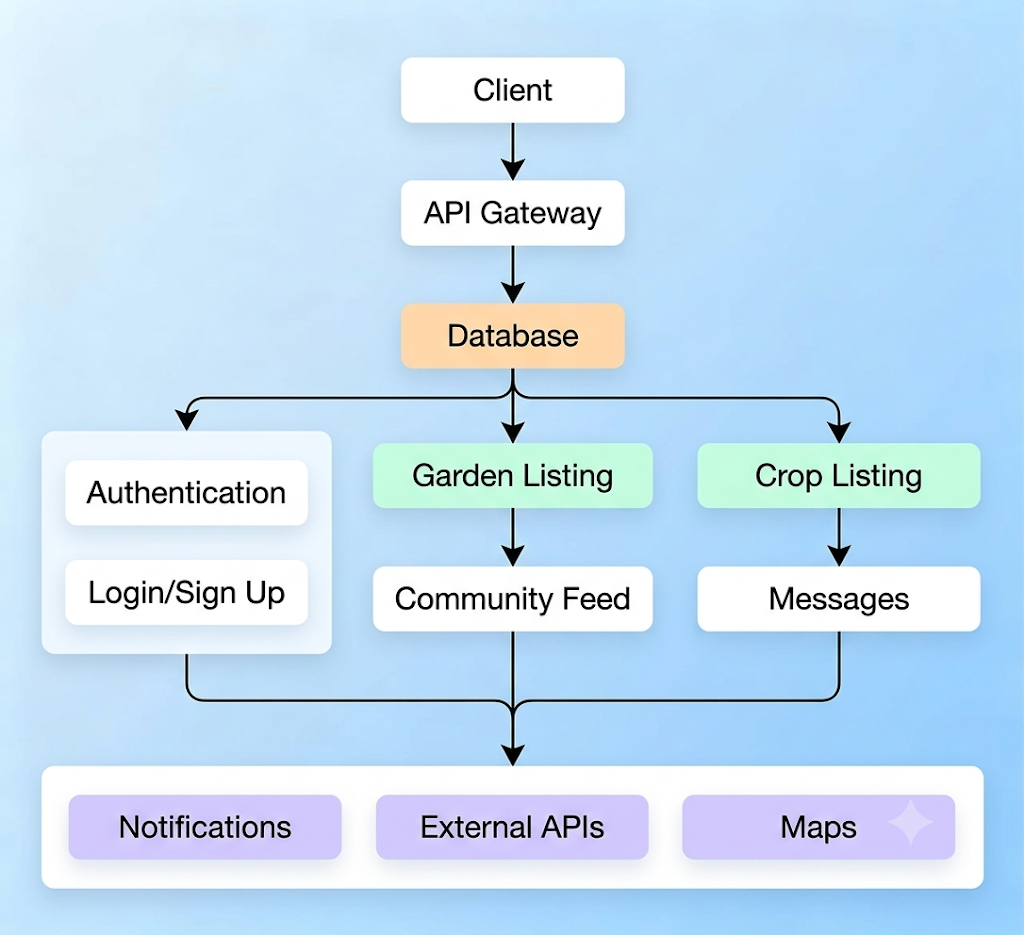 Client
API Gateway
Database
Authentication
Login/Sign Up
Garden Listing
Community Feed
Crop Listing
Messages
Notifications
External APIs
Maps